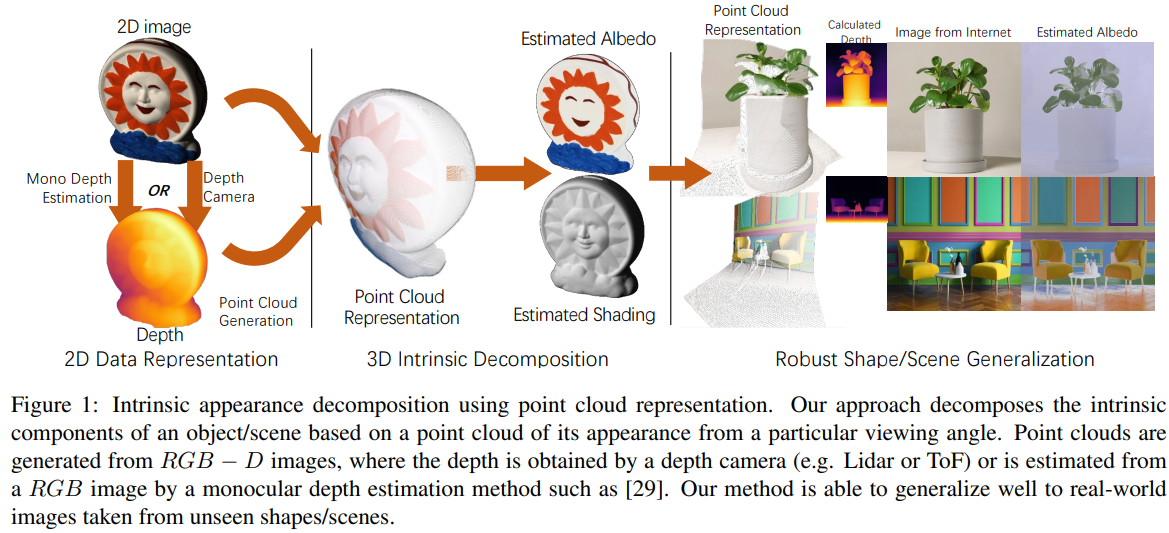 2D image
Mono Depth
Estimation
OR
Depth
Camera
Point Cloud
Generation
Depth
2D Data Representation
Point Cloud
Representation
Estimated Albedo
Estimated Shading
3D Intrinsic Decomposition
Point Cloud
Representation
Calculated
Depth
Image from Internet
Estimated Albedo
Robust Shape/Scene Generalization
Figure 1: Intrinsic appearance decomposition using point cloud representation. Our approach decomposes the intrinsic
components of an object/scene based on a point cloud of its appearance from a particular viewing angle. Point clouds are
generated from RGB − D images, where the depth is obtained by a depth camera (e.g. Lidar or ToF) or is estimated from
a RGB image by a monocular depth estimation method such as [29]. Our method is able to generalize well to real-world
images taken from unseen shapes/scenes.